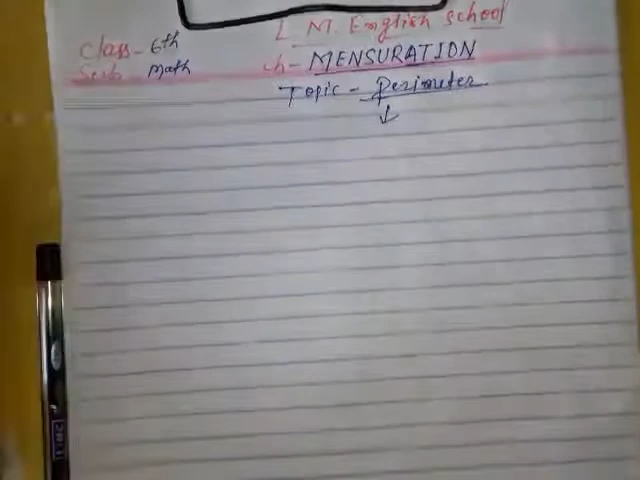 L M. English school
Class - 6th
Sub Math
ch - MENSURATION
Topic - Perimeter